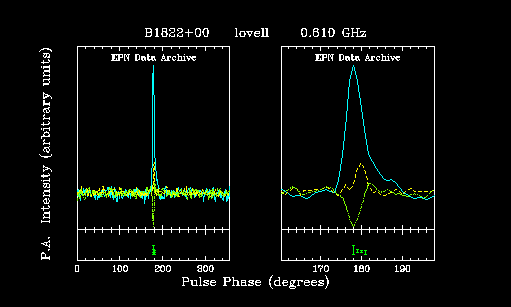 B1822+00 lovell 0.610 GHz
EPN Data Archive EPN Data Archive
P.A. Intensity (arbitrary units)
0 100 200 300 170 180 190
Pulse Phase (degrees)